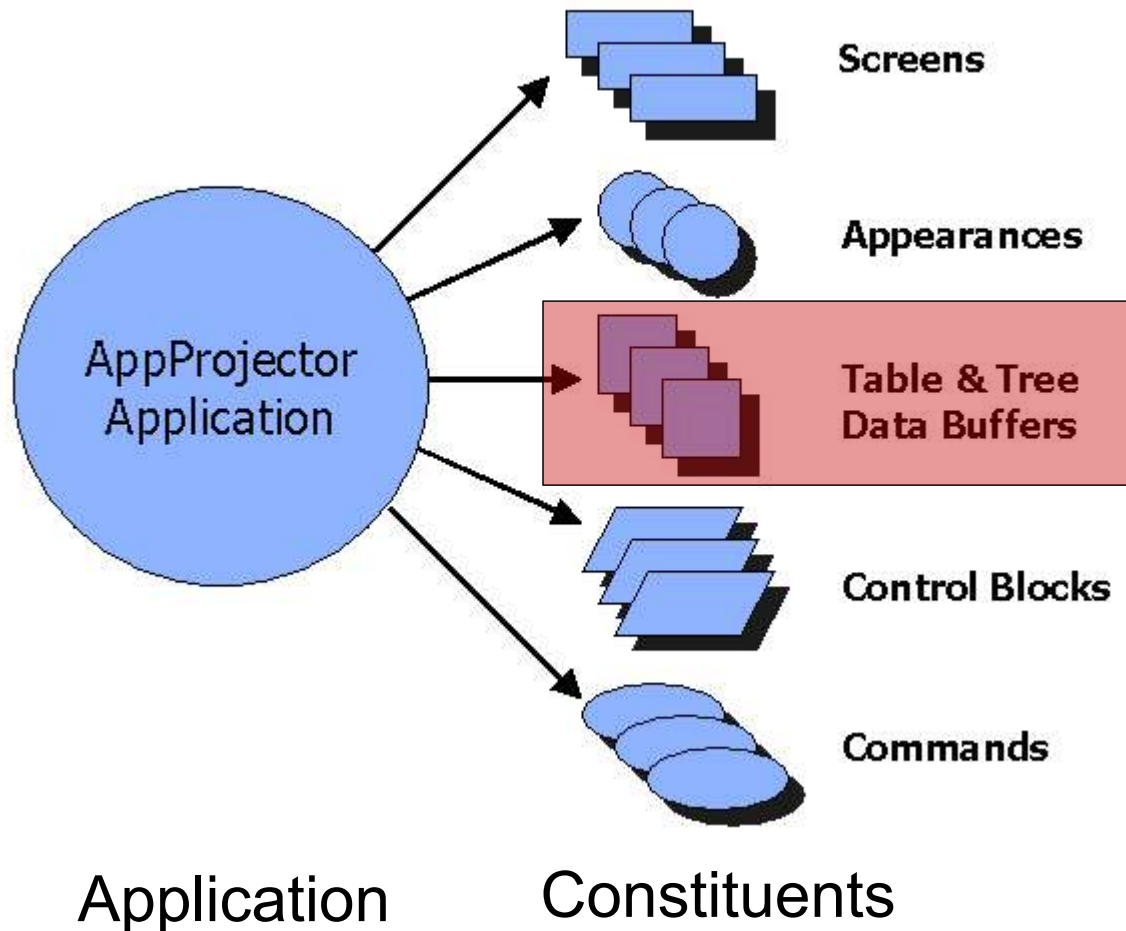 Screens
Appearances
AppProjector
Application
Table & Tree
Data Buffers
Control Blocks
Commands
Application
Constituents